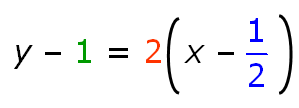 y − 1 = 2(x − 1/2)